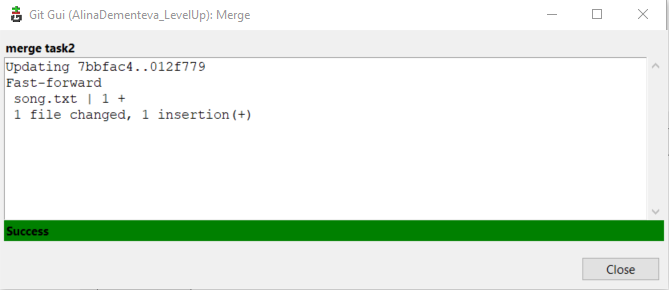 Git Gui (AlinaDementeva_LevelUp): Merge
merge task2
Updating 7bbfac4..012f779
Fast-forward
 song.txt | 1 +
 1 file changed, 1 insertion(+)
Success
Close